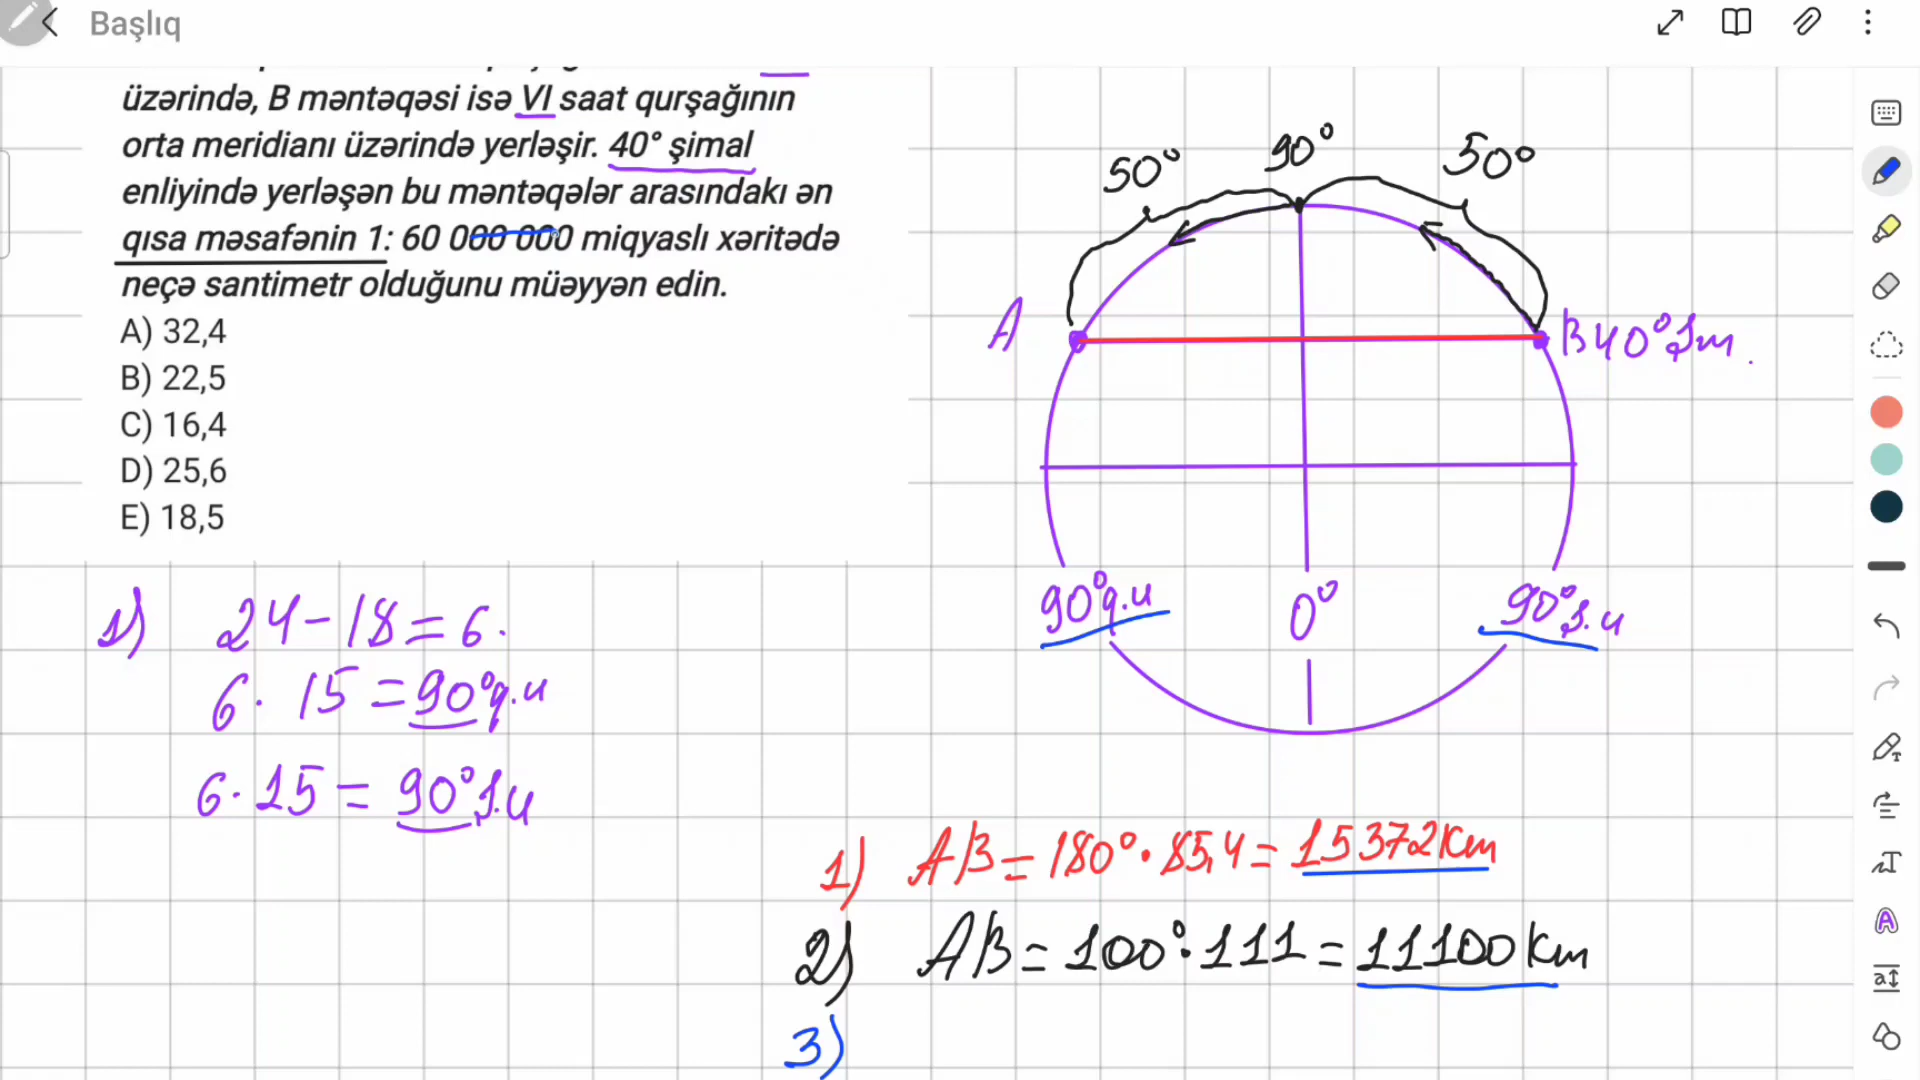 Başlıq
üzərində, B məntəqəsi isə VI saat qurşağının
orta meridianı üzərində yerləşir. 40° şimal
enliyində yerləşən bu məntəqələr arasındakı ən
qısa məsafənin 1: 60 000 000 miqyaslı xəritədə
neçə santimetr olduğunu müəyyən edin.
A) 32,4
B) 22,5
C) 16,4
D) 25,6
E) 18,5
50° 90° 50°
A B 40° Şm.
90° q.u 0° 90° ş.u
1) 24-18=6.
6. 15 = 90° q.u
6. 15 = 90° ş.u
1) AB = 180°. 85,4 = 15372 km
2) AB = 100°. 111 = 11100 km
3)